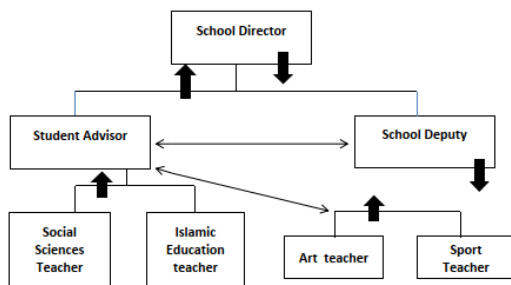 School Director
Student Advisor
School Deputy
Social
Sciences
Teacher
Islamic
Education
teacher
Art teacher
Sport
Teacher